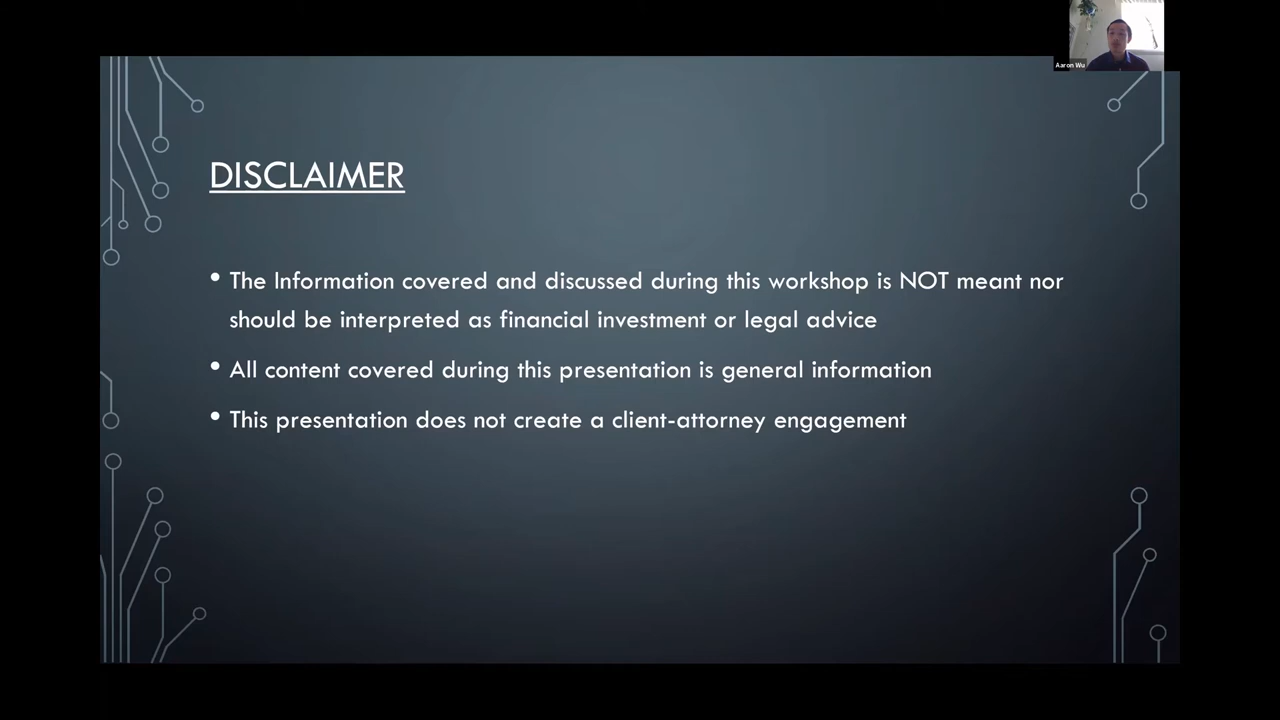 Aaron Wu
DISCLAIMER
• The Information covered and discussed during this workshop is NOT meant nor
should be interpreted as financial investment or legal advice
• All content covered during this presentation is general information
• This presentation does not create a client-attorney engagement